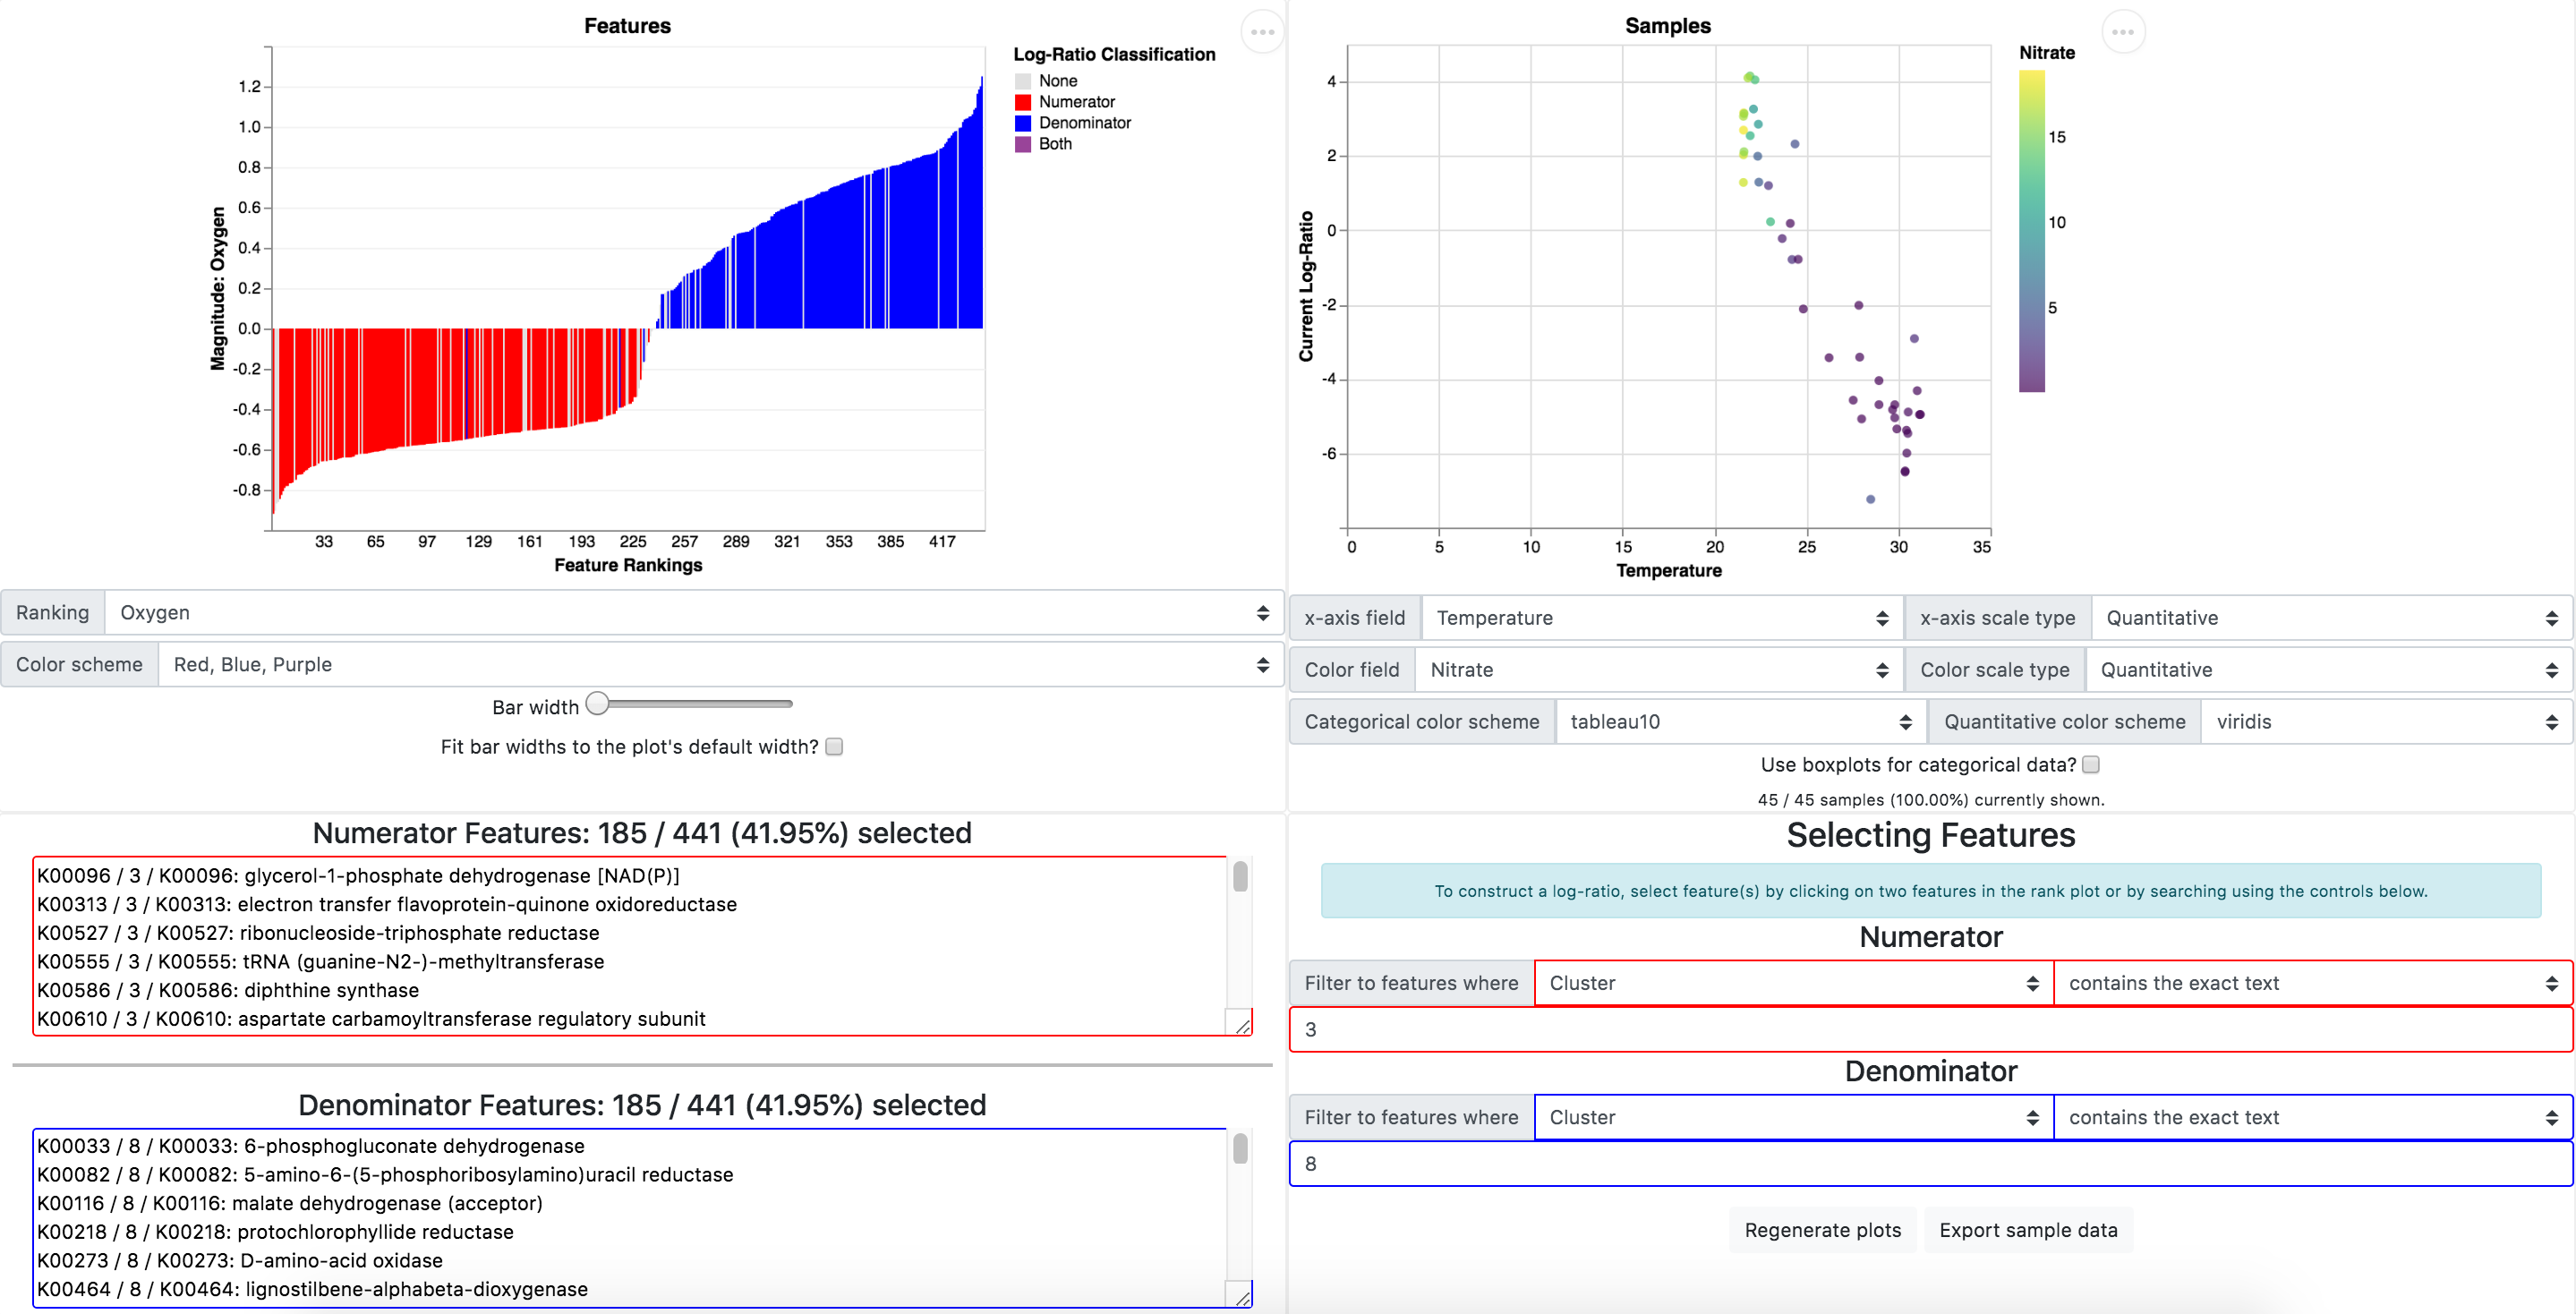 Features
Log-Ratio Classification
None
Numerator
Denominator
Both
1.2
1.0
0.8
0.6
0.4
0.2
0.0
-0.2
-0.4
-0.6
-0.8
Magnitude: Oxygen
33 65 97 129 161 193 225 257 289 321 353 385 417
Feature Rankings
Ranking Oxygen
Color scheme Red, Blue, Purple
Bar width
Fit bar widths to the plot's default width?
Samples
Nitrate
15
10
5
4
2
0
-2
-4
-6
Current Log-Ratio
0 5 10 15 20 25 30 35
Temperature
x-axis field Temperature x-axis scale type Quantitative
Color field Nitrate Color scale type Quantitative
Categorical color scheme tableau10 Quantitative color scheme viridis
Use boxplots for categorical data?
45 / 45 samples (100.00%) currently shown.
Numerator Features: 185 / 441 (41.95%) selected
K00096 / 3 / K00096: glycerol-1-phosphate dehydrogenase [NAD(P)]
K00313 / 3 / K00313: electron transfer flavoprotein-quinone oxidoreductase
K00527 / 3 / K00527: ribonucleoside-triphosphate reductase
K00555 / 3 / K00555: tRNA (guanine-N2-)-methyltransferase
K00586 / 3 / K00586: diphthine synthase
K00610 / 3 / K00610: aspartate carbamoyltransferase regulatory subunit
Denominator Features: 185 / 441 (41.95%) selected
K00033 / 8 / K00033: 6-phosphogluconate dehydrogenase
K00082 / 8 / K00082: 5-amino-6-(5-phosphoribosylamino)uracil reductase
K00116 / 8 / K00116: malate dehydrogenase (acceptor)
K00218 / 8 / K00218: protochlorophyllide reductase
K00273 / 8 / K00273: D-amino-acid oxidase
K00464 / 8 / K00464: lignostilbene-alphabeta-dioxygenase
Selecting Features
To construct a log-ratio, select feature(s) by clicking on two features in the rank plot or by searching using the controls below.
Numerator
Filter to features where Cluster contains the exact text
3
Denominator
Filter to features where Cluster contains the exact text
8
Regenerate plots Export sample data